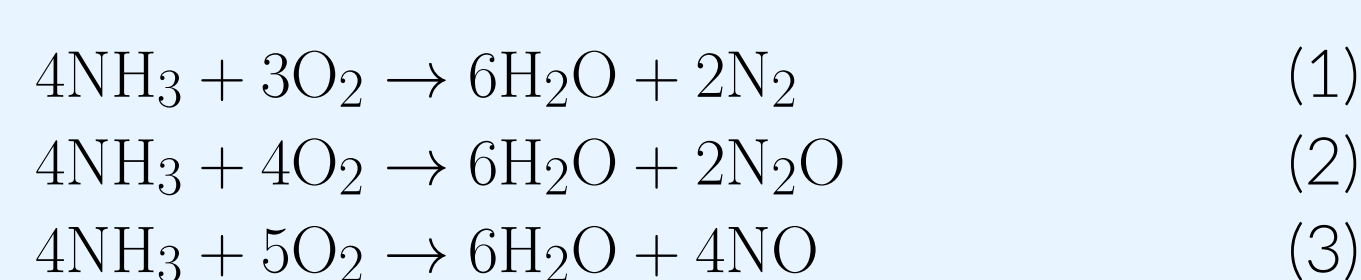 4NH₃ + 3O₂ → 6H₂O + 2N₂ (1)
4NH₃ + 4O₂ → 6H₂O + 2N₂O (2)
4NH₃ + 5O₂ → 6H₂O + 4NO (3)